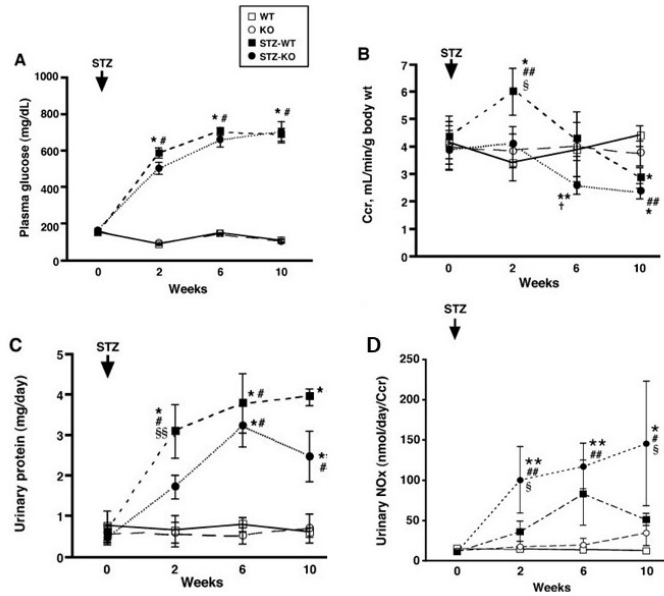 WT
KO
STZ-WT
STZ-KO
A
STZ
Plasma glucose (mg/dL)
1000
800
600
400
200
0
* #
* #
* #
0 2 6 10
Weeks
B
STZ
Ccr, mL/min/g body wt
7
6
5
4
3
2
1
0
*
##
§
**
†
*
##
*
0 2 6 10
Weeks
C
STZ
Urinary protein (mg/day)
5
4
3
2
1
0
*
#
§§
* #
*
*#
*
#
0 2 6 10
Weeks
D
STZ
Urinary NOx (nmol/day/Ccr)
250
200
150
100
50
0
**
##
§
**
##
*
#
§
0 2 6 10
Weeks